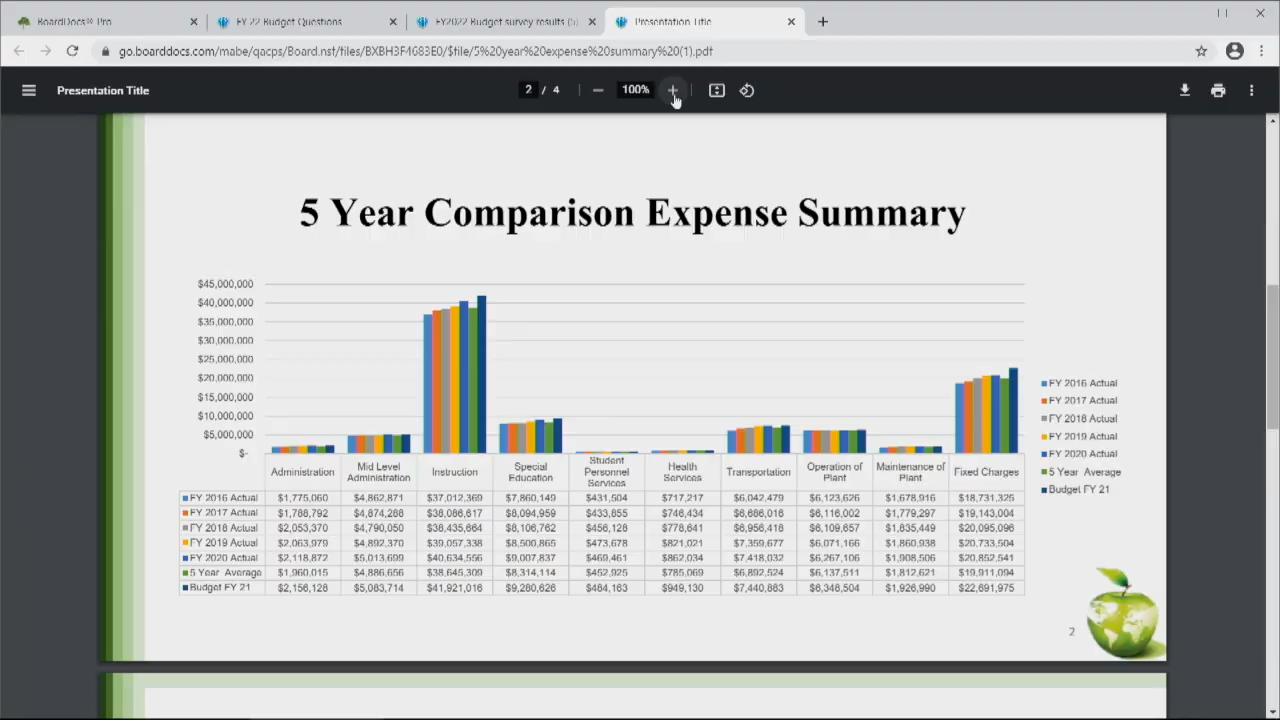 BoardDocs® Pro
FY 22 Budget Questions
FY2022 Budget survey results (5)
Presentation Title
go.boarddocs.com/mabe/qacps/Board.nsf/files/BXBH3F4683E0/$file/5%20year%20expense%20summary%20(1).pdf
Presentation Title
2 / 4
100%
5 Year Comparison Expense Summary
$45,000,000
$40,000,000
$35,000,000
$30,000,000
$25,000,000
$20,000,000
$15,000,000
$10,000,000
$5,000,000
$-
FY 2016 Actual
FY 2017 Actual
FY 2018 Actual
FY 2019 Actual
FY 2020 Actual
5 Year Average
Budget FY 21
Administration Mid Level Administration Instruction Special Education Student Personnel Services Health Services Transportation Operation of Plant Maintenance of Plant Fixed Charges
FY 2016 Actual $1,775,060 $4,862,871 $37,012,369 $7,860,149 $431,504 $717,217 $6,042,479 $6,123,626 $1,678,916 $18,731,325
FY 2017 Actual $1,788,792 $4,874,288 $38,086,617 $8,094,959 $433,855 $746,434 $6,686,016 $6,116,002 $1,779,297 $19,143,004
FY 2018 Actual $2,053,370 $4,790,050 $38,435,664 $8,106,762 $456,128 $778,641 $6,956,418 $6,109,657 $1,835,449 $20,095,096
FY 2019 Actual $2,063,979 $4,892,370 $39,057,338 $8,500,865 $473,678 $821,021 $7,359,677 $6,071,166 $1,860,938 $20,733,504
FY 2020 Actual $2,118,872 $5,013,699 $40,634,556 $9,007,837 $469,461 $862,034 $7,418,032 $6,267,106 $1,908,506 $20,852,541
5 Year Average $1,960,015 $4,886,656 $38,645,309 $8,314,114 $452,925 $785,069 $6,892,524 $6,137,511 $1,812,621 $19,911,094
Budget FY 21 $2,156,128 $5,083,714 $41,921,016 $9,280,626 $484,163 $949,130 $7,440,883 $6,348,504 $1,926,990 $22,691,975
2